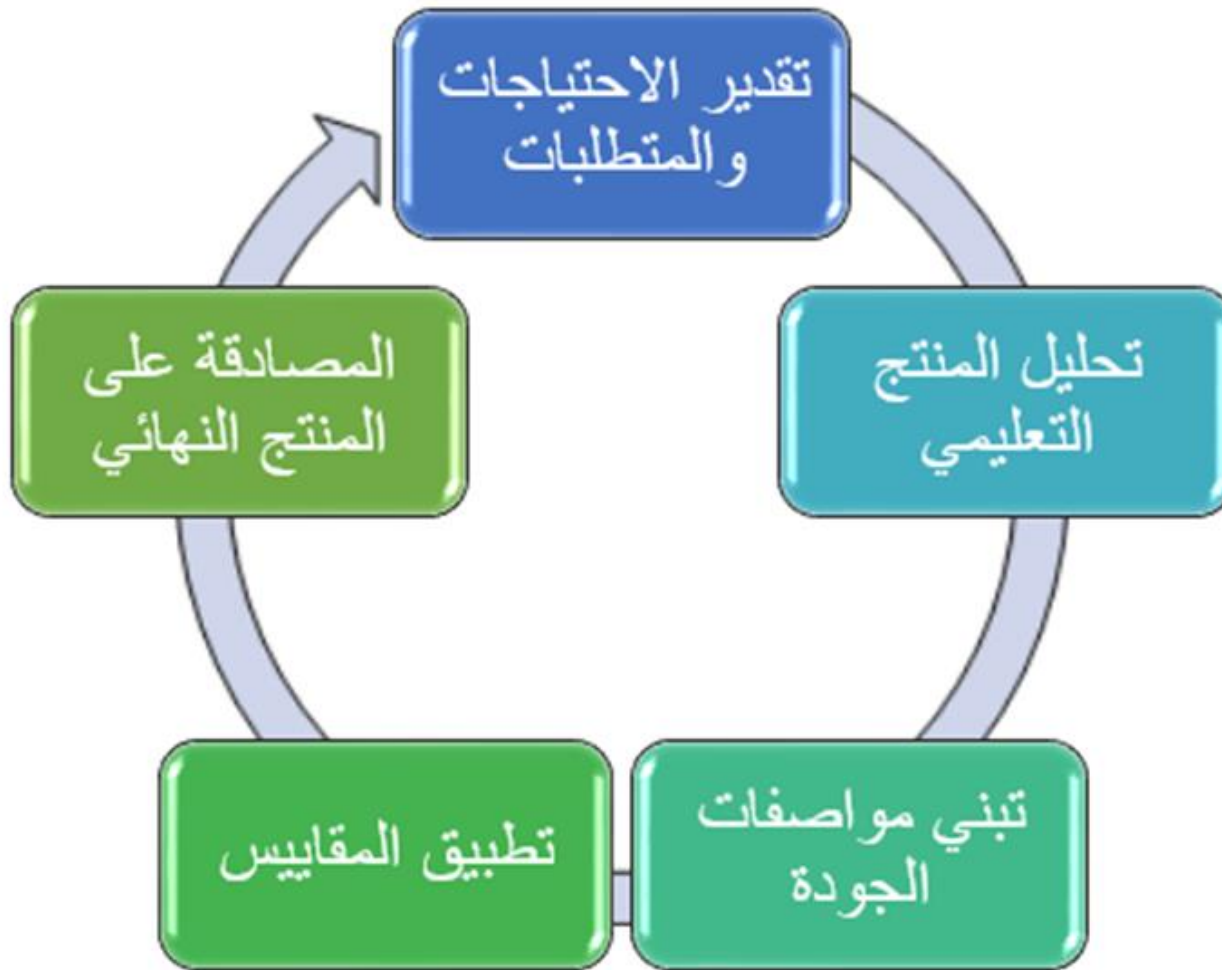 تقدير الاحتياجات
والمتطلبات
تحليل المنتج
التعليمي
تبني مواصفات
الجودة
تطبيق المقاييس
المصادقة على
المنتج النهائي